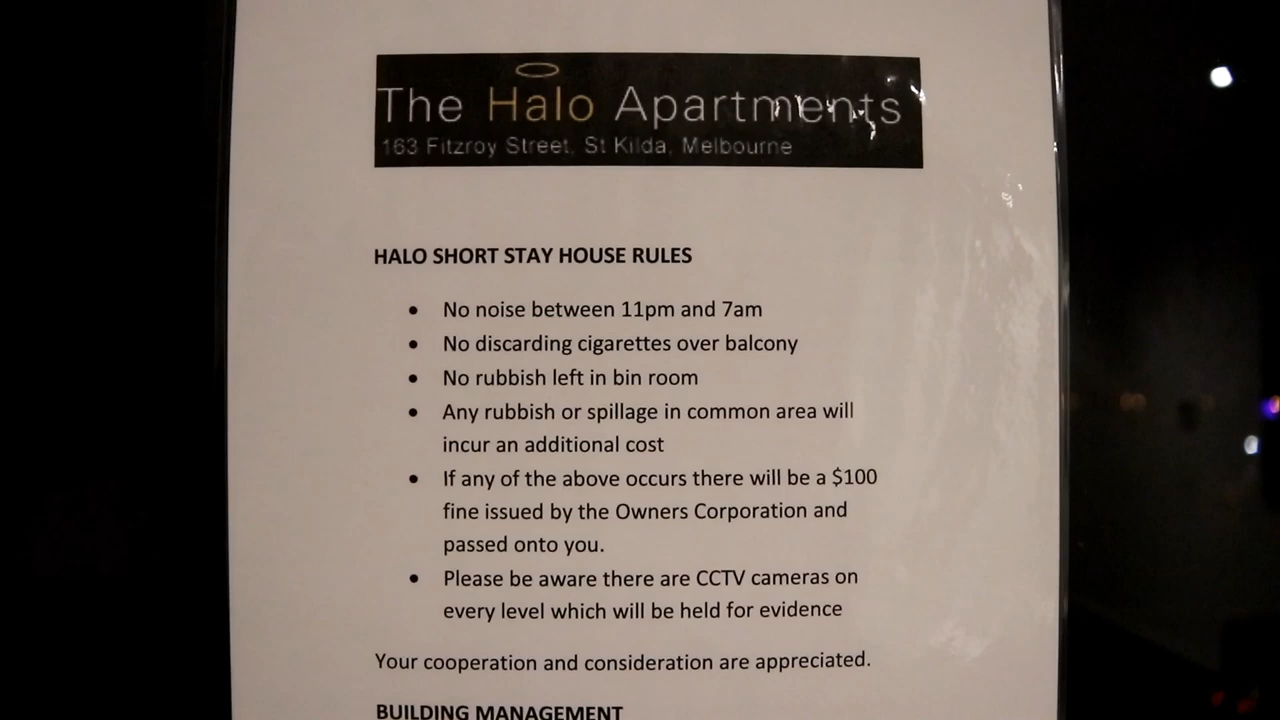 The Halo Apartments
163 Fitzroy Street, St Kilda, Melbourne
HALO SHORT STAY HOUSE RULES
• No noise between 11pm and 7am
• No discarding cigarettes over balcony
• No rubbish left in bin room
• Any rubbish or spillage in common area will
incur an additional cost
• If any of the above occurs there will be a $100
fine issued by the Owners Corporation and
passed onto you.
• Please be aware there are CCTV cameras on
every level which will be held for evidence
Your cooperation and consideration are appreciated.
BUILDING MANAGEMENT